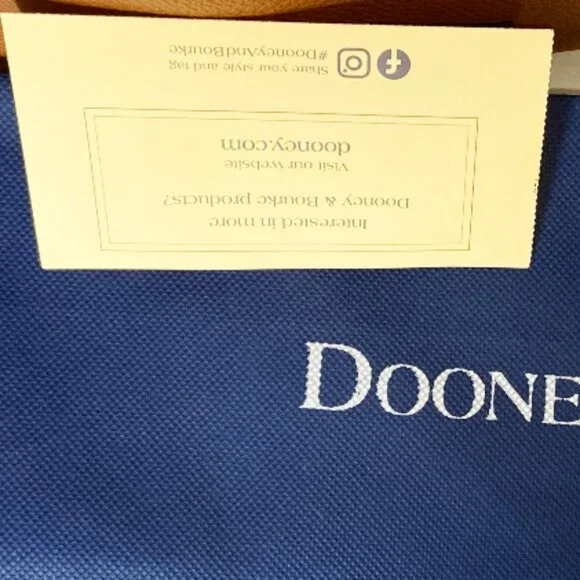 Interested in more
Dooney & Bourke products?
Visit our website
dooney.com
Share your style and tag
#DooneyAndBourke
DOONE